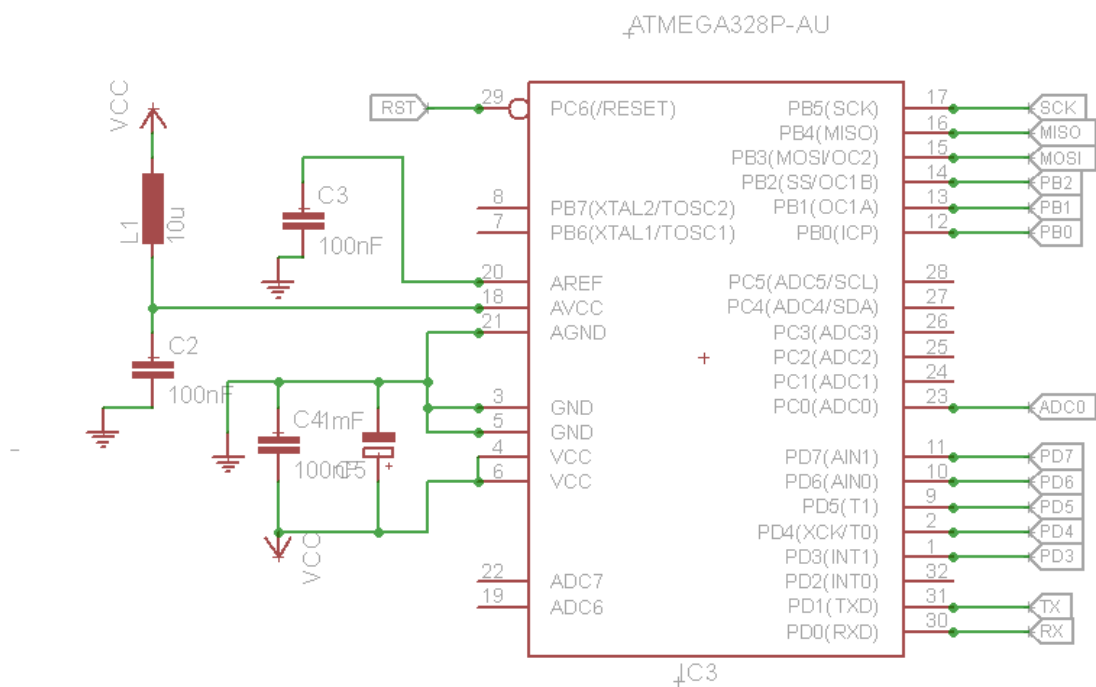 ATMEGA328P-AU
VCC
L1
10u
C2
100nF
C3
100nF
RST
29 PC6(/RESET)
8 PB7(XTAL2/TOSC2)
7 PB6(XTAL1/TOSC1)
20 AREF
18 AVCC
21 AGND
3 GND
5 GND
4 VCC
6 VCC
22 ADC7
19 ADC6
C4
100nF
1mF
C5
VCC
PB5(SCK) 17 SCK
PB4(MISO) 16 MISO
PB3(MOSI/OC2) 15 MOSI
PB2(SS/OC1B) 14 PB2
PB1(OC1A) 13 PB1
PB0(ICP) 12 PB0
PC5(ADC5/SCL) 28
PC4(ADC4/SDA) 27
PC3(ADC3) 26
PC2(ADC2) 25
PC1(ADC1) 24
PC0(ADC0) 23 ADC0
PD7(AIN1) 11 PD7
PD6(AIN0) 10 PD6
PD5(T1) 9 PD5
PD4(XCK/T0) 2 PD4
PD3(INT1) 1 PD3
PD2(INT0) 32
PD1(TXD) 31 TX
PD0(RXD) 30 RX
IC3